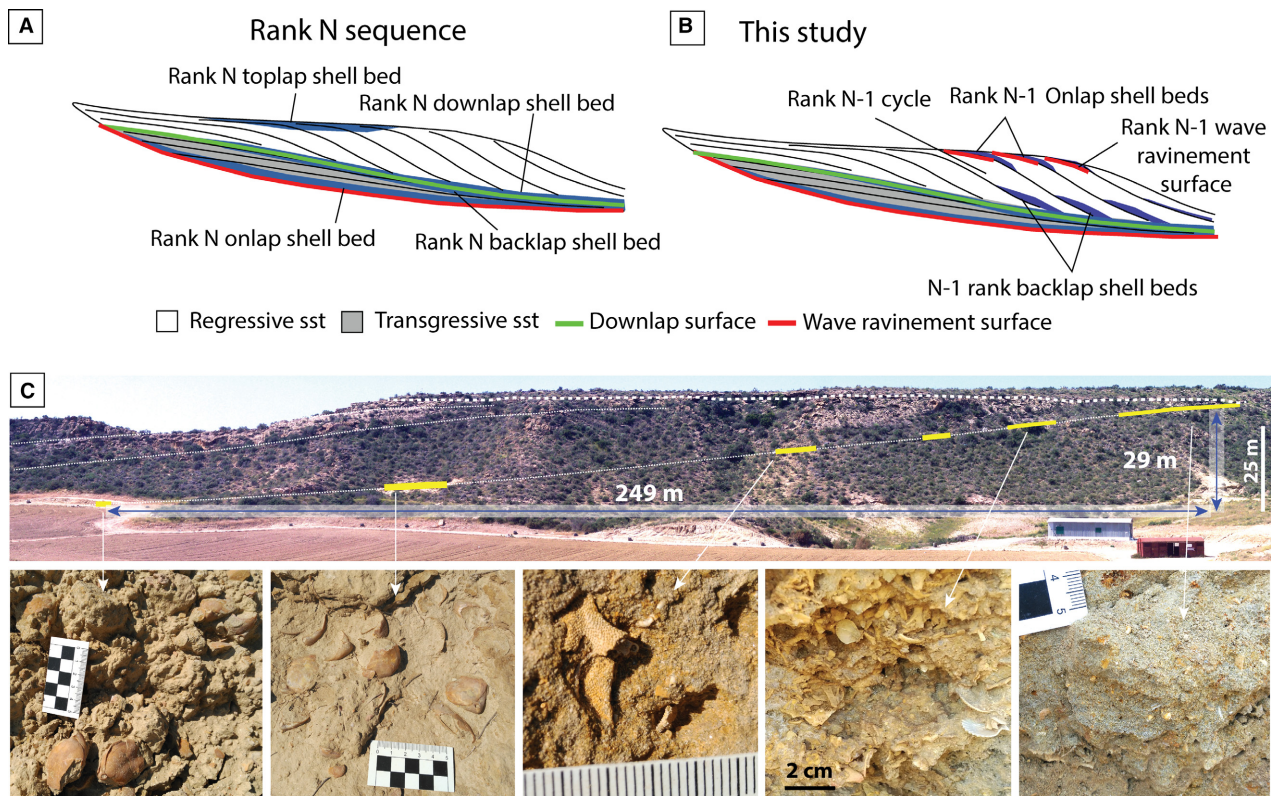 A
Rank N sequence
Rank N toplap shell bed
Rank N downlap shell bed
Rank N onlap shell bed
Rank N backlap shell bed
B
This study
Rank N-1 cycle
Rank N-1 Onlap shell beds
Rank N-1 wave
ravinement
surface
N-1 rank backlap shell beds
Regressive sst
Transgressive sst
Downlap surface
Wave ravinement surface
C
249 m
29 m
25 m
2 cm
4
5